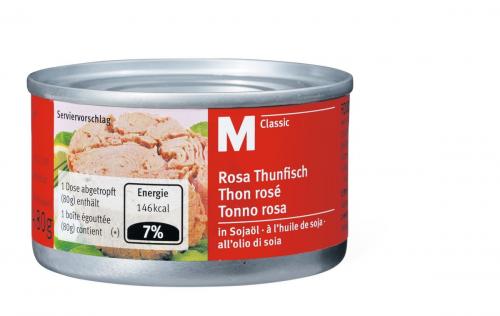 Serviervorschlag
M Classic
Rosa Thunfisch
Thon rosé
Tonno rosa
in Sojaöl · à l'huile de soja ·
all'olio di soia
1 Dose abgetropft
(80g) enthält
1 boîte égouttée
(80g) contient (*)
Energie
146kcal
7%